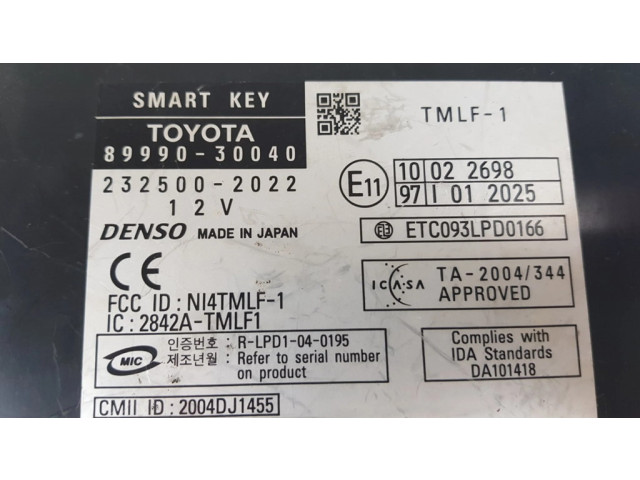 SMART KEY
TOYOTA
89990-30040
232500-2022
12V
DENSO MADE IN JAPAN
CE
FCC ID : NI4TMLF-1
IC : 2842A-TMLF1
MIC
인증번호 : R-LPD1-04-0195
제조년월 : Refer to serial number
on product
CMII ID : 2004DJ1455
TMLF-1
E11
10 02 2698
97 I 01 2025
ETC093LPD0166
ICASA
TA-2004/344
APPROVED
Complies with
IDA Standards
DA101418